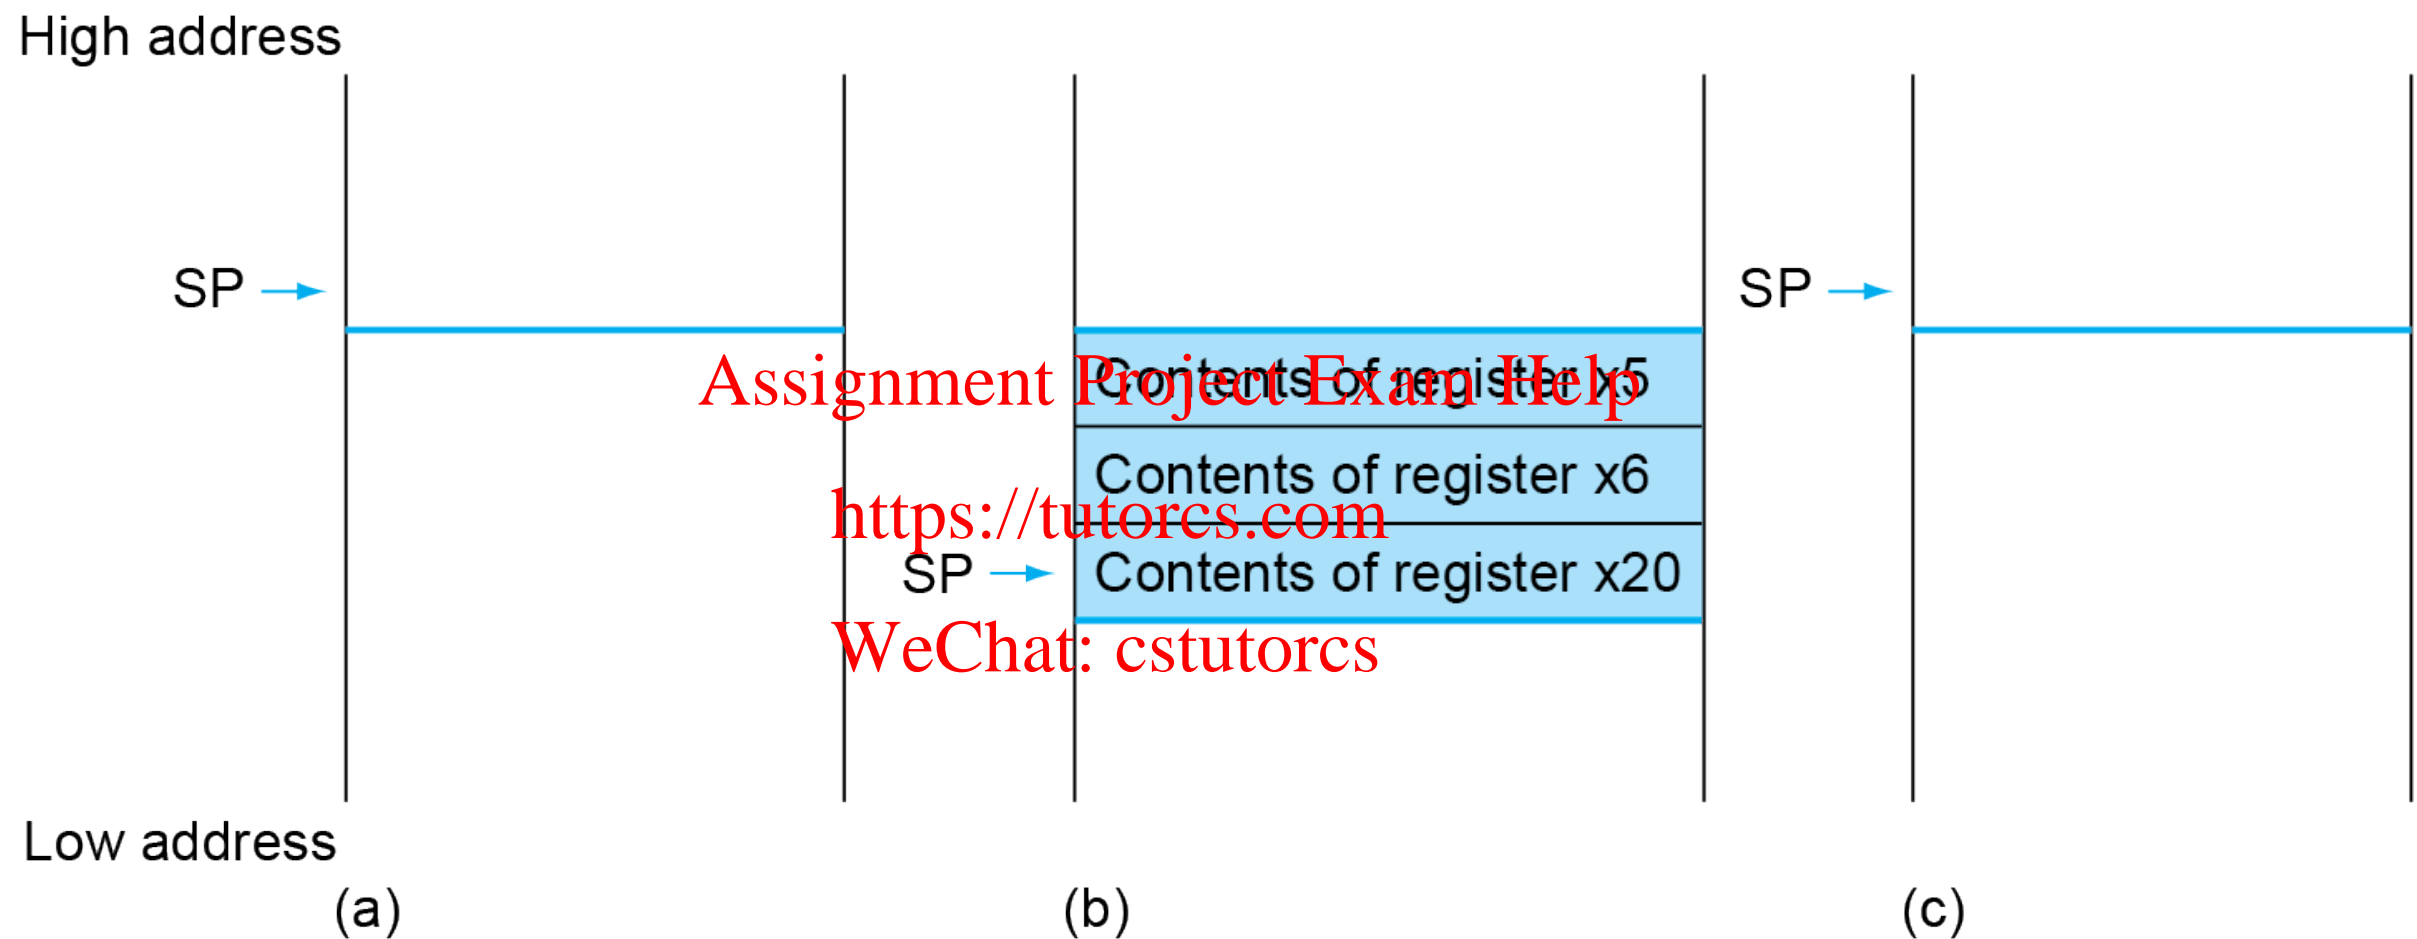 High address
SP
SP
Contents of register x5
Assignment Project Exam Help
Contents of register x6
https://tutorcs.com
SP
Contents of register x20
WeChat: cstutorcs
Low address
(a)
(b)
(c)